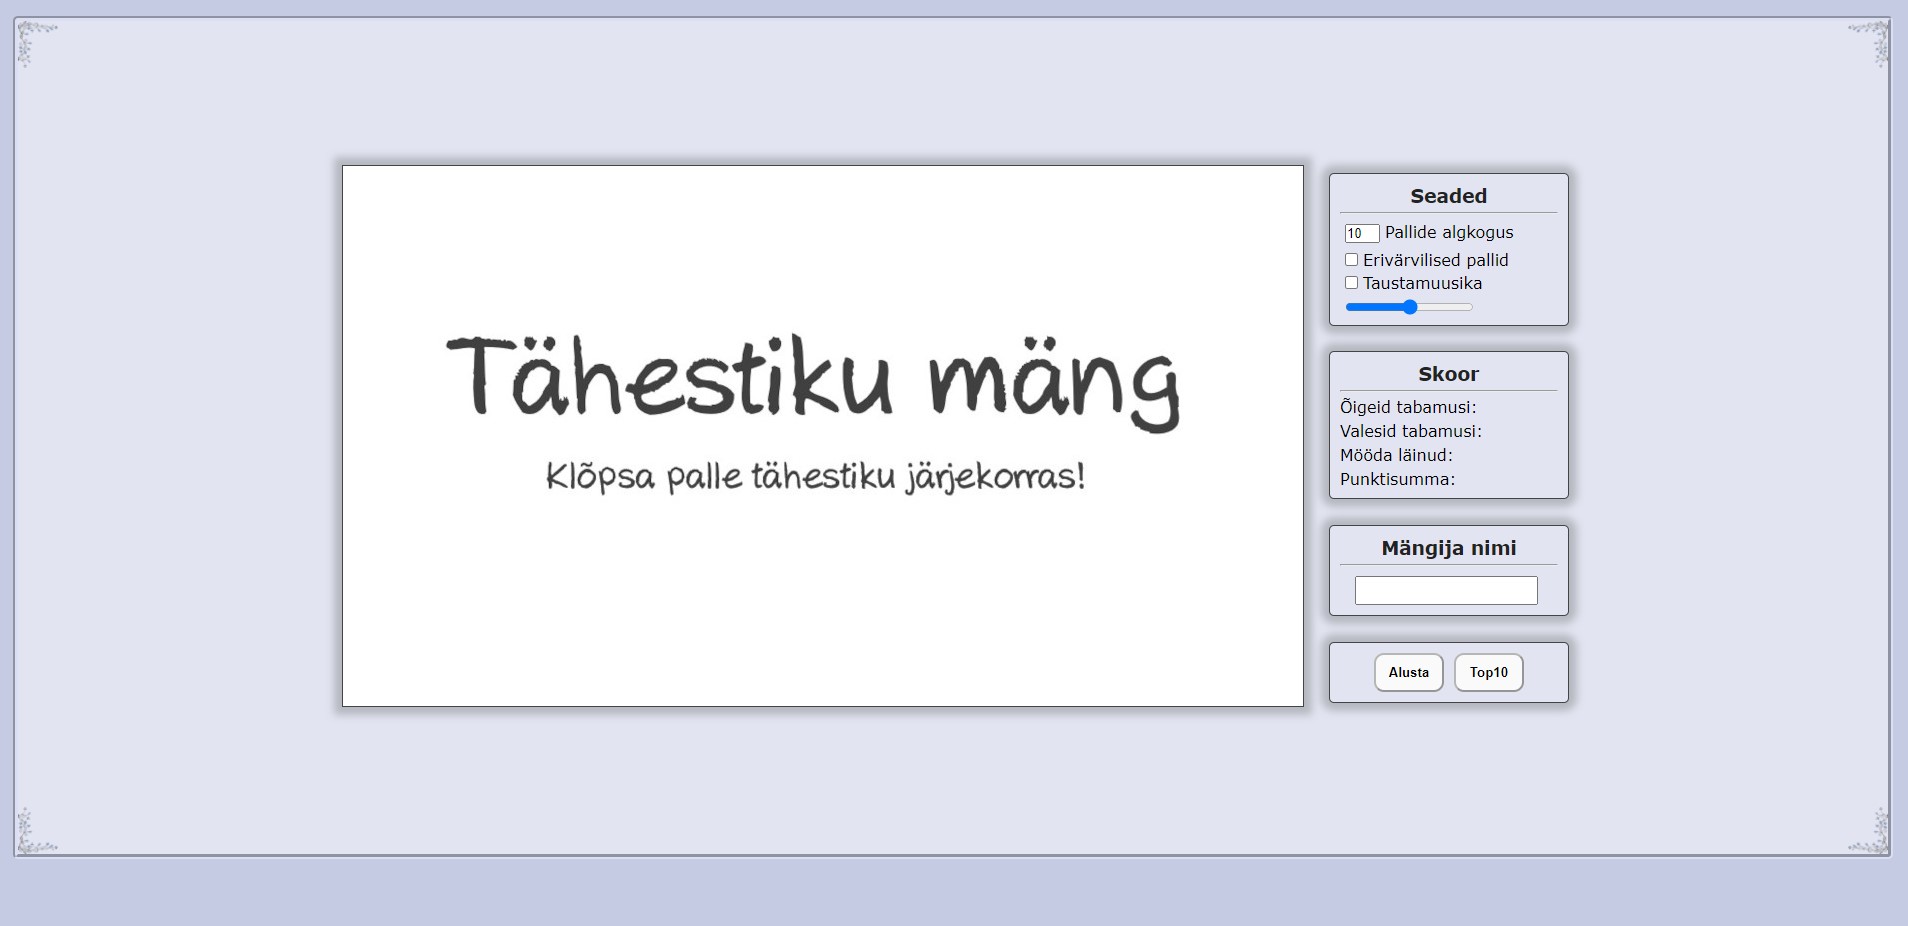 Tähestiku mäng
Klõpsa palle tähestiku järjekorras!
Seaded
10 Pallide algkogus
Erivärvilised pallid
Taustamuusika
Skoor
Õigeid tabamusi:
Valesid tabamusi:
Mööda läinud:
Punktisumma:
Mängija nimi
Alusta Top10